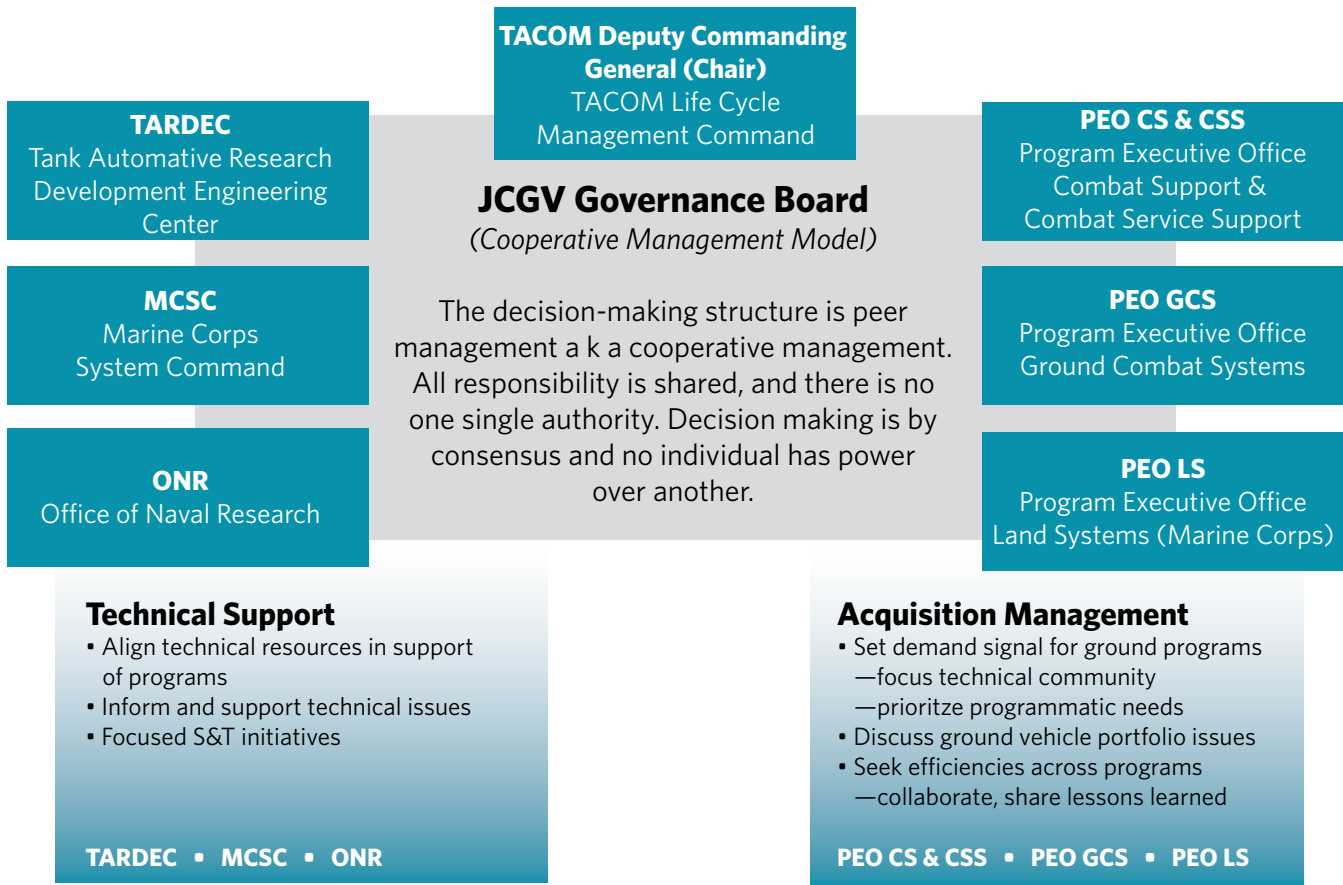 TACOM Deputy Commanding
General (Chair)
TACOM Life Cycle
Management Command
TARDEC
Tank Automative Research
Development Engineering
Center
MCSC
Marine Corps
System Command
ONR
Office of Naval Research
JCGV Governance Board
(Cooperative Management Model)
The decision-making structure is peer
management a k a cooperative management.
All responsibility is shared, and there is no
one single authority. Decision making is by
consensus and no individual has power
over another.
PEO CS & CSS
Program Executive Office
Combat Support &
Combat Service Support
PEO GCS
Program Executive Office
Ground Combat Systems
PEO LS
Program Executive Office
Land Systems (Marine Corps)
Technical Support
• Align technical resources in support
of programs
• Inform and support technical issues
• Focused S&T initiatives
TARDEC • MCSC • ONR
Acquisition Management
• Set demand signal for ground programs
—focus technical community
—prioritze programmatic needs
• Discuss ground vehicle portfolio issues
• Seek efficiencies across programs
—collaborate, share lessons learned
PEO CS & CSS • PEO GCS • PEO LS